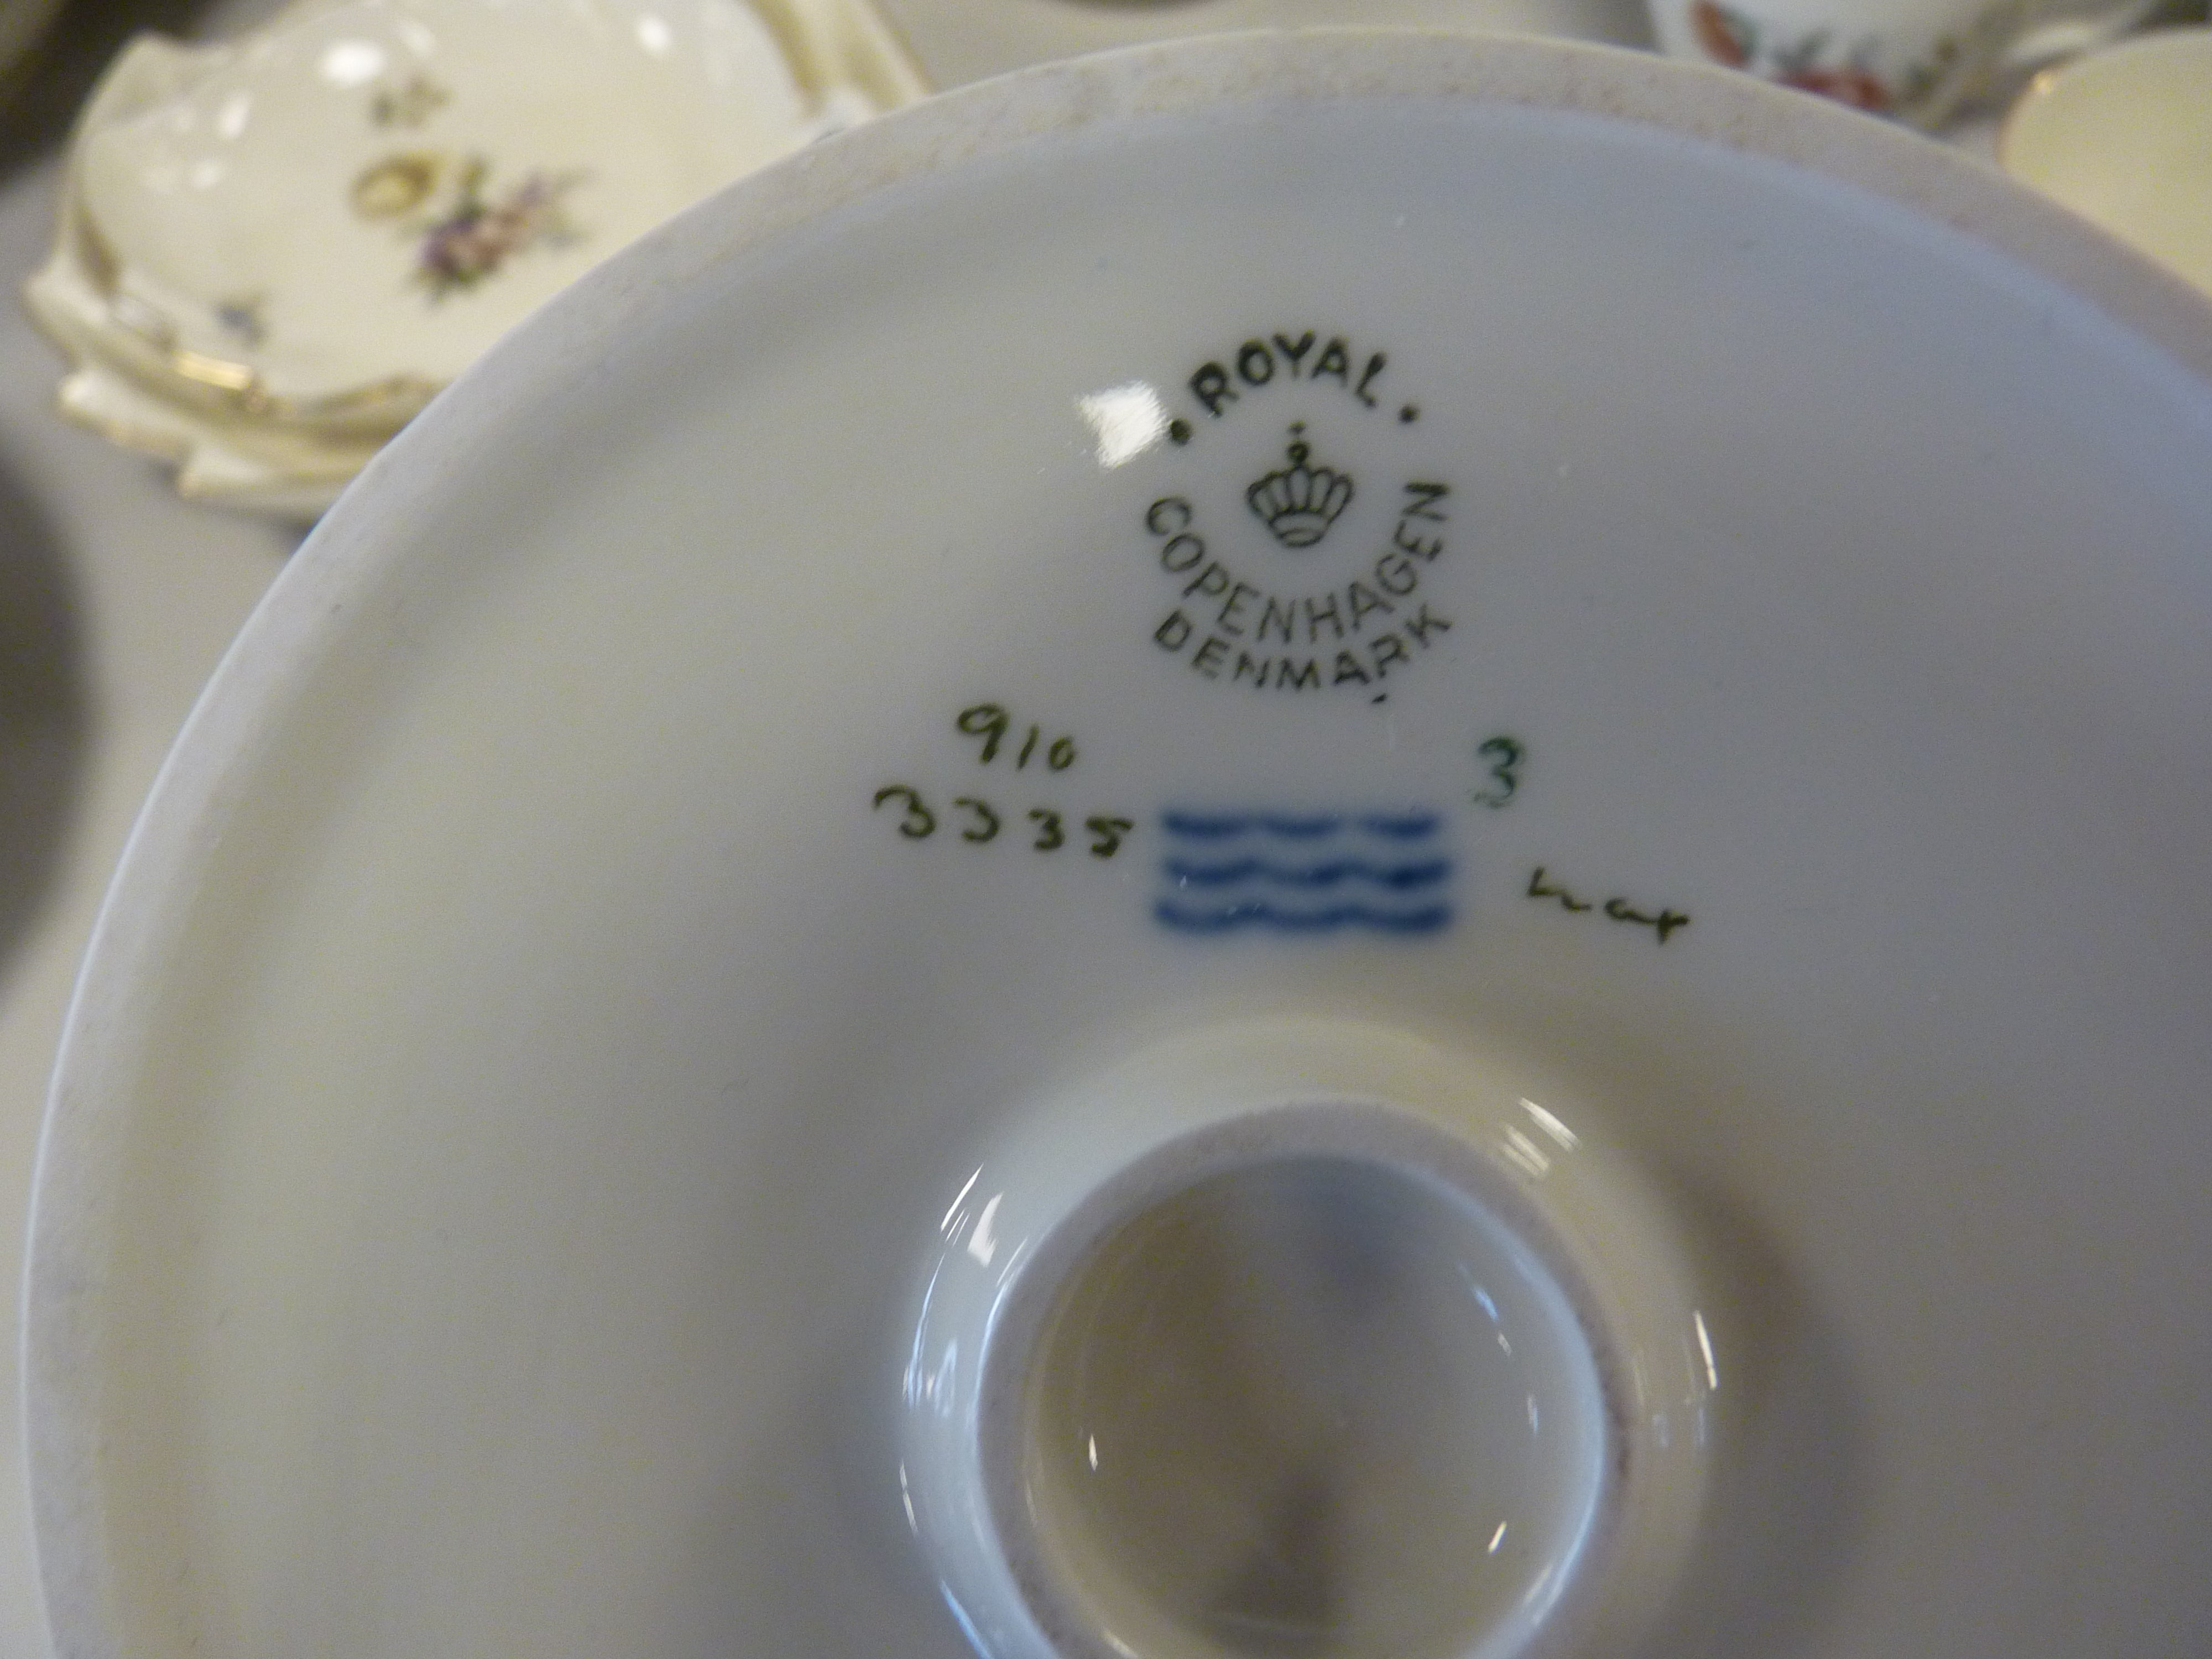 · ROYAL ·
COPENHAGEN
DENMARK
910
3
3335